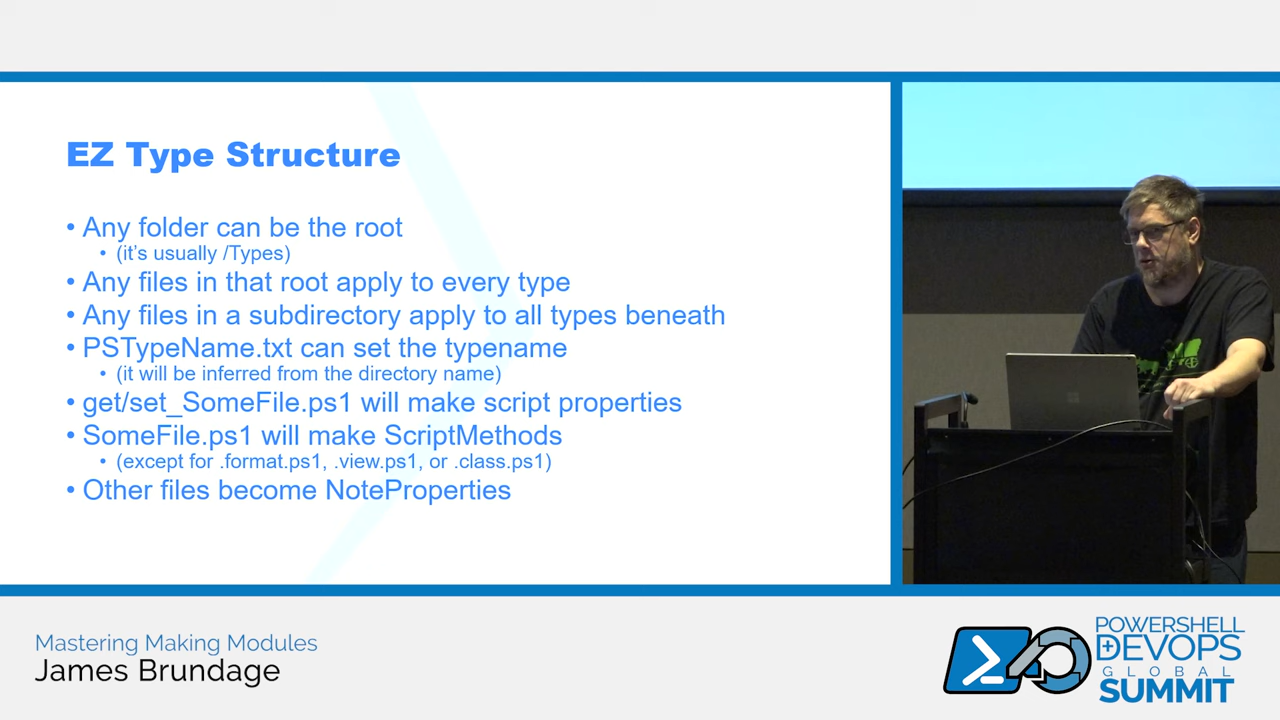 EZ Type Structure
• Any folder can be the root
• (it's usually /Types)
• Any files in that root apply to every type
• Any files in a subdirectory apply to all types beneath
• PSTypeName.txt can set the typename
• (it will be inferred from the directory name)
• get/set_SomeFile.ps1 will make script properties
• SomeFile.ps1 will make ScriptMethods
• (except for .format.ps1, .view.ps1, or .class.ps1)
• Other files become NoteProperties
Mastering Making Modules
James Brundage
POWERSHELL
DEVOPS
GLOBAL
SUMMIT